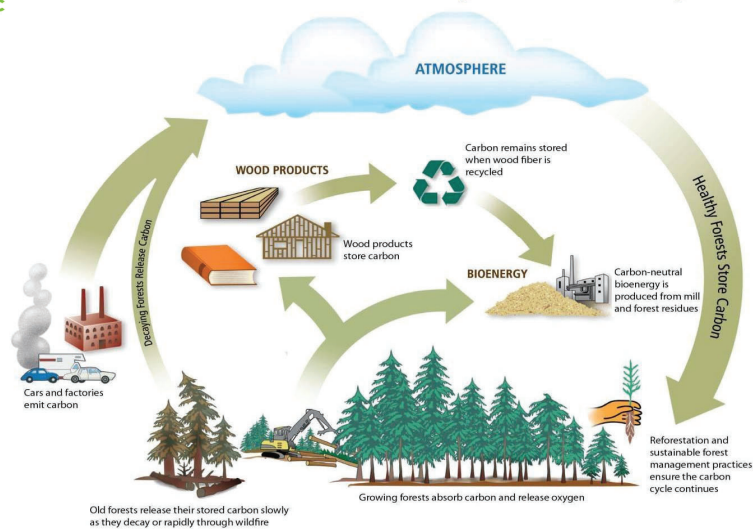 ATMOSPHERE
Carbon remains stored
when wood fiber is
recycled
WOOD PRODUCTS
Wood products
store carbon
BIOENERGY
Carbon-neutral
bioenergy is
produced from mill
and forest residues
Healthy Forests Store Carbon
Decaying Forests Release Carbon
Cars and factories
emit carbon
Reforestation and
sustainable forest
management practices
ensure the carbon
cycle continues
Growing forests absorb carbon and release oxygen
Old forests release their stored carbon slowly
as they decay or rapidly through wildfire